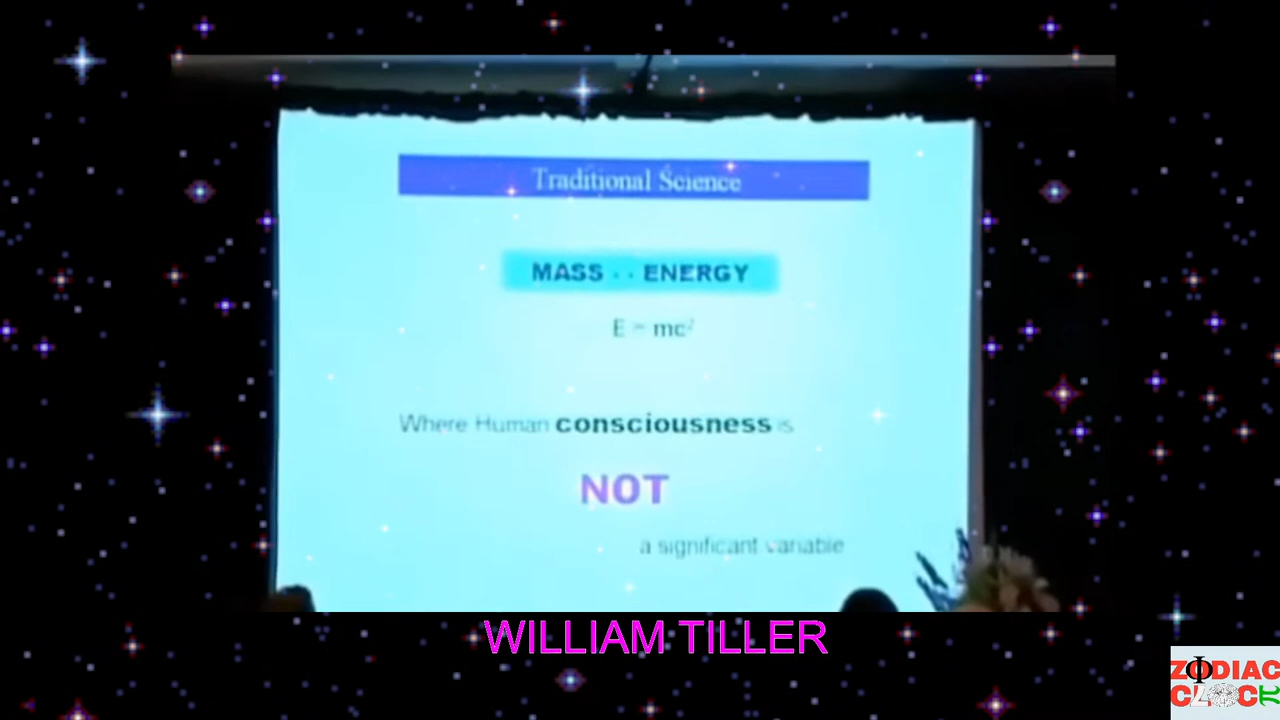 Traditional Science
MASS - - ENERGY
E = mc²
Where Human consciousness is
NOT
a significant variable
WILLIAM TILLER
ZODIAC
CLOCK